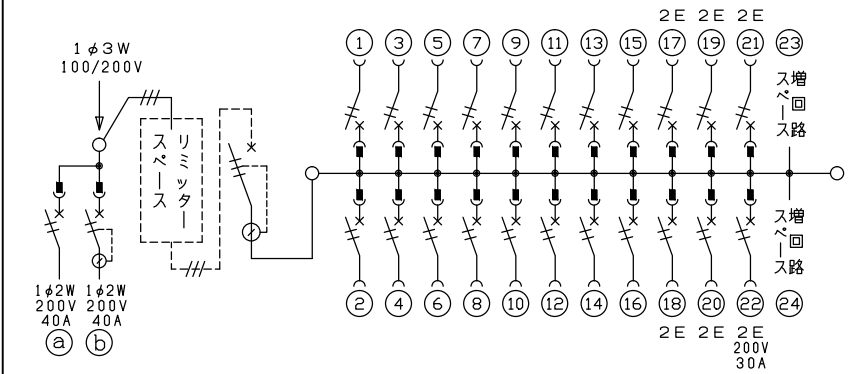 2E 2E 2E
1 3 5 7 9 11 13 15 17 19 21 23
1φ3W
100/200V
増回路
スペース
リミッター
スペース
増回路
スペース
1φ2W
200V
40A
a
1φ2W
200V
40A
b
2 4 6 8 10 12 14 16 18 20 22 24
2E 2E 2E
200V
30A